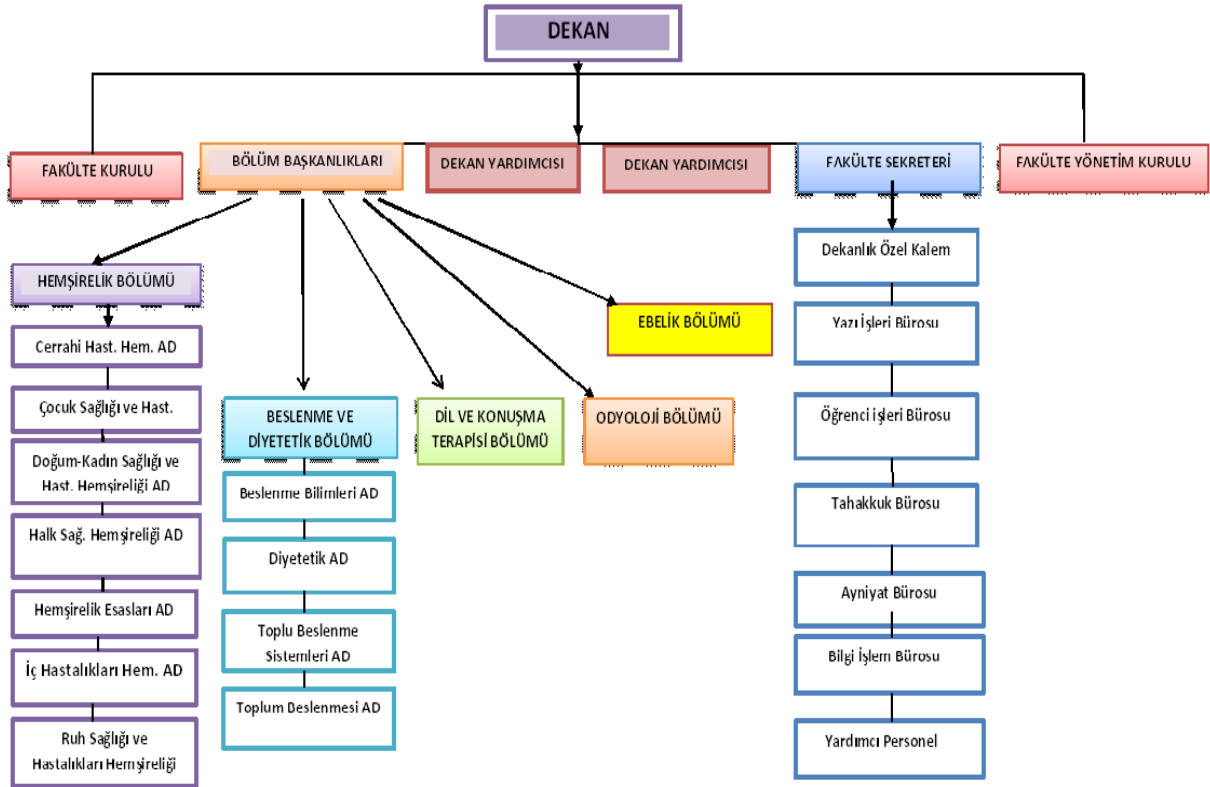 DEKAN
FAKÜLTE KURULU
BÖLÜM BAŞKANLIKLARI
DEKAN YARDIMCISI
DEKAN YARDIMCISI
FAKÜLTE SEKRETERİ
FAKÜLTE YÖNETİM KURULU
HEMŞİRELİK BÖLÜMÜ
Cerrahi Hast. Hem. AD
Çocuk Sağlığı ve Hast.
Doğum-Kadın Sağlığı ve
Hast. Hemşireliği AD
Halk Sağ. Hemşireliği AD
Hemşirelik Esasları AD
İç Hastalıkları Hem. AD
Ruh Sağlığı ve
Hastalıkları Hemşireliği
BESLENME VE
DİYETETİK BÖLÜMÜ
Beslenme Bilimleri AD
Diyetetik AD
Toplu Beslenme
Sistemleri AD
Toplum Beslenmesi AD
DİL VE KONUŞMA
TERAPİSİ BÖLÜMÜ
ODYOLOJİ BÖLÜMÜ
EBELİK BÖLÜMÜ
Dekanlık Özel Kalem
Yazı İşleri Bürosu
Öğrenci işleri Bürosu
Tahakkuk Bürosu
Ayniyat Bürosu
Bilgi İşlem Bürosu
Yardımcı Personel